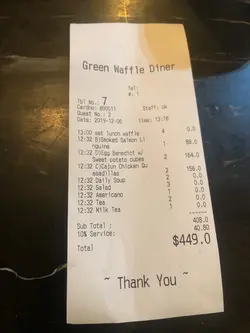 Green Waffle Diner
Tel:
#: 1
Tbl No.: 7
Cardno: 800511 Staff: uk
Guest No.: 2
Date: 2019-12-06 time: 13:18
13:00 set lunch waffle 4 0.0
12:32 B)Smoked Salmon Li 1 88.0
nguine
12:32 D)Egg Benedict w/ 2 164.0
Sweet potato cubes
12:32 C)Cajun Chicken Qu 2 156.0
esadillas
12:32 Daily Soup 2 0.0
12:32 Salad 3 0.0
12:32 Americano 1 0.0
12:32 Tea 1 0.0
12:32 Milk Tea 1 0.0
Sub Total : 408.0
10% Service: 40.80
Total $449.0
~ Thank You ~